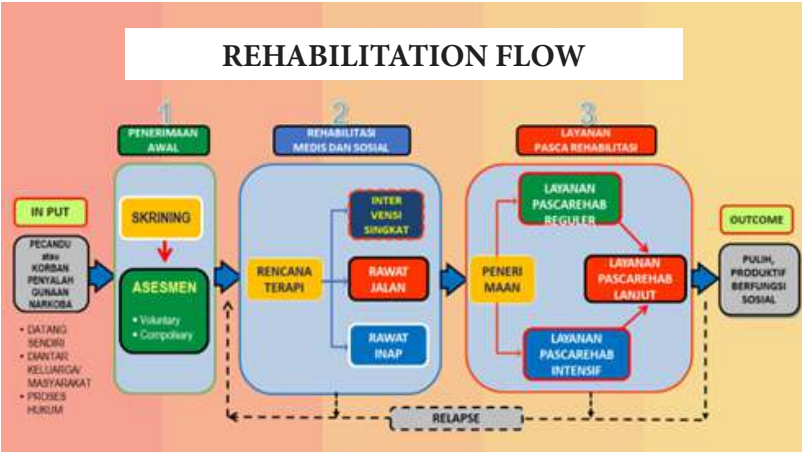 REHABILITATION FLOW
1
PENERIMAAN
AWAL
2
REHABILITASI
MEDIS DAN SOSIAL
3
LAYANAN
PASCA REHABILITASI
IN PUT
PECANDU
atau
KORBAN
PENYALAH
GUNAAN
NARKOBA
• DATANG
SENDIRI
• DIANTAR
KELUARGA/
MASYARAKAT
• PROSES
HUKUM
SKRINING
ASESMEN
• Voluntary
• Compolsary
RENCANA
TERAPI
INTER
VENSI
SINGKAT
RAWAT
JALAN
RAWAT
INAP
PENERI
MAAN
LAYANAN
PASCAREHAB
REGULER
LAYANAN
PASCAREHAB
LANJUT
LAYANAN
PASCAREHAB
INTENSIF
OUTCOME
PULIH,
PRODUKTIF
BERFUNGSI
SOSIAL
RELAPSE